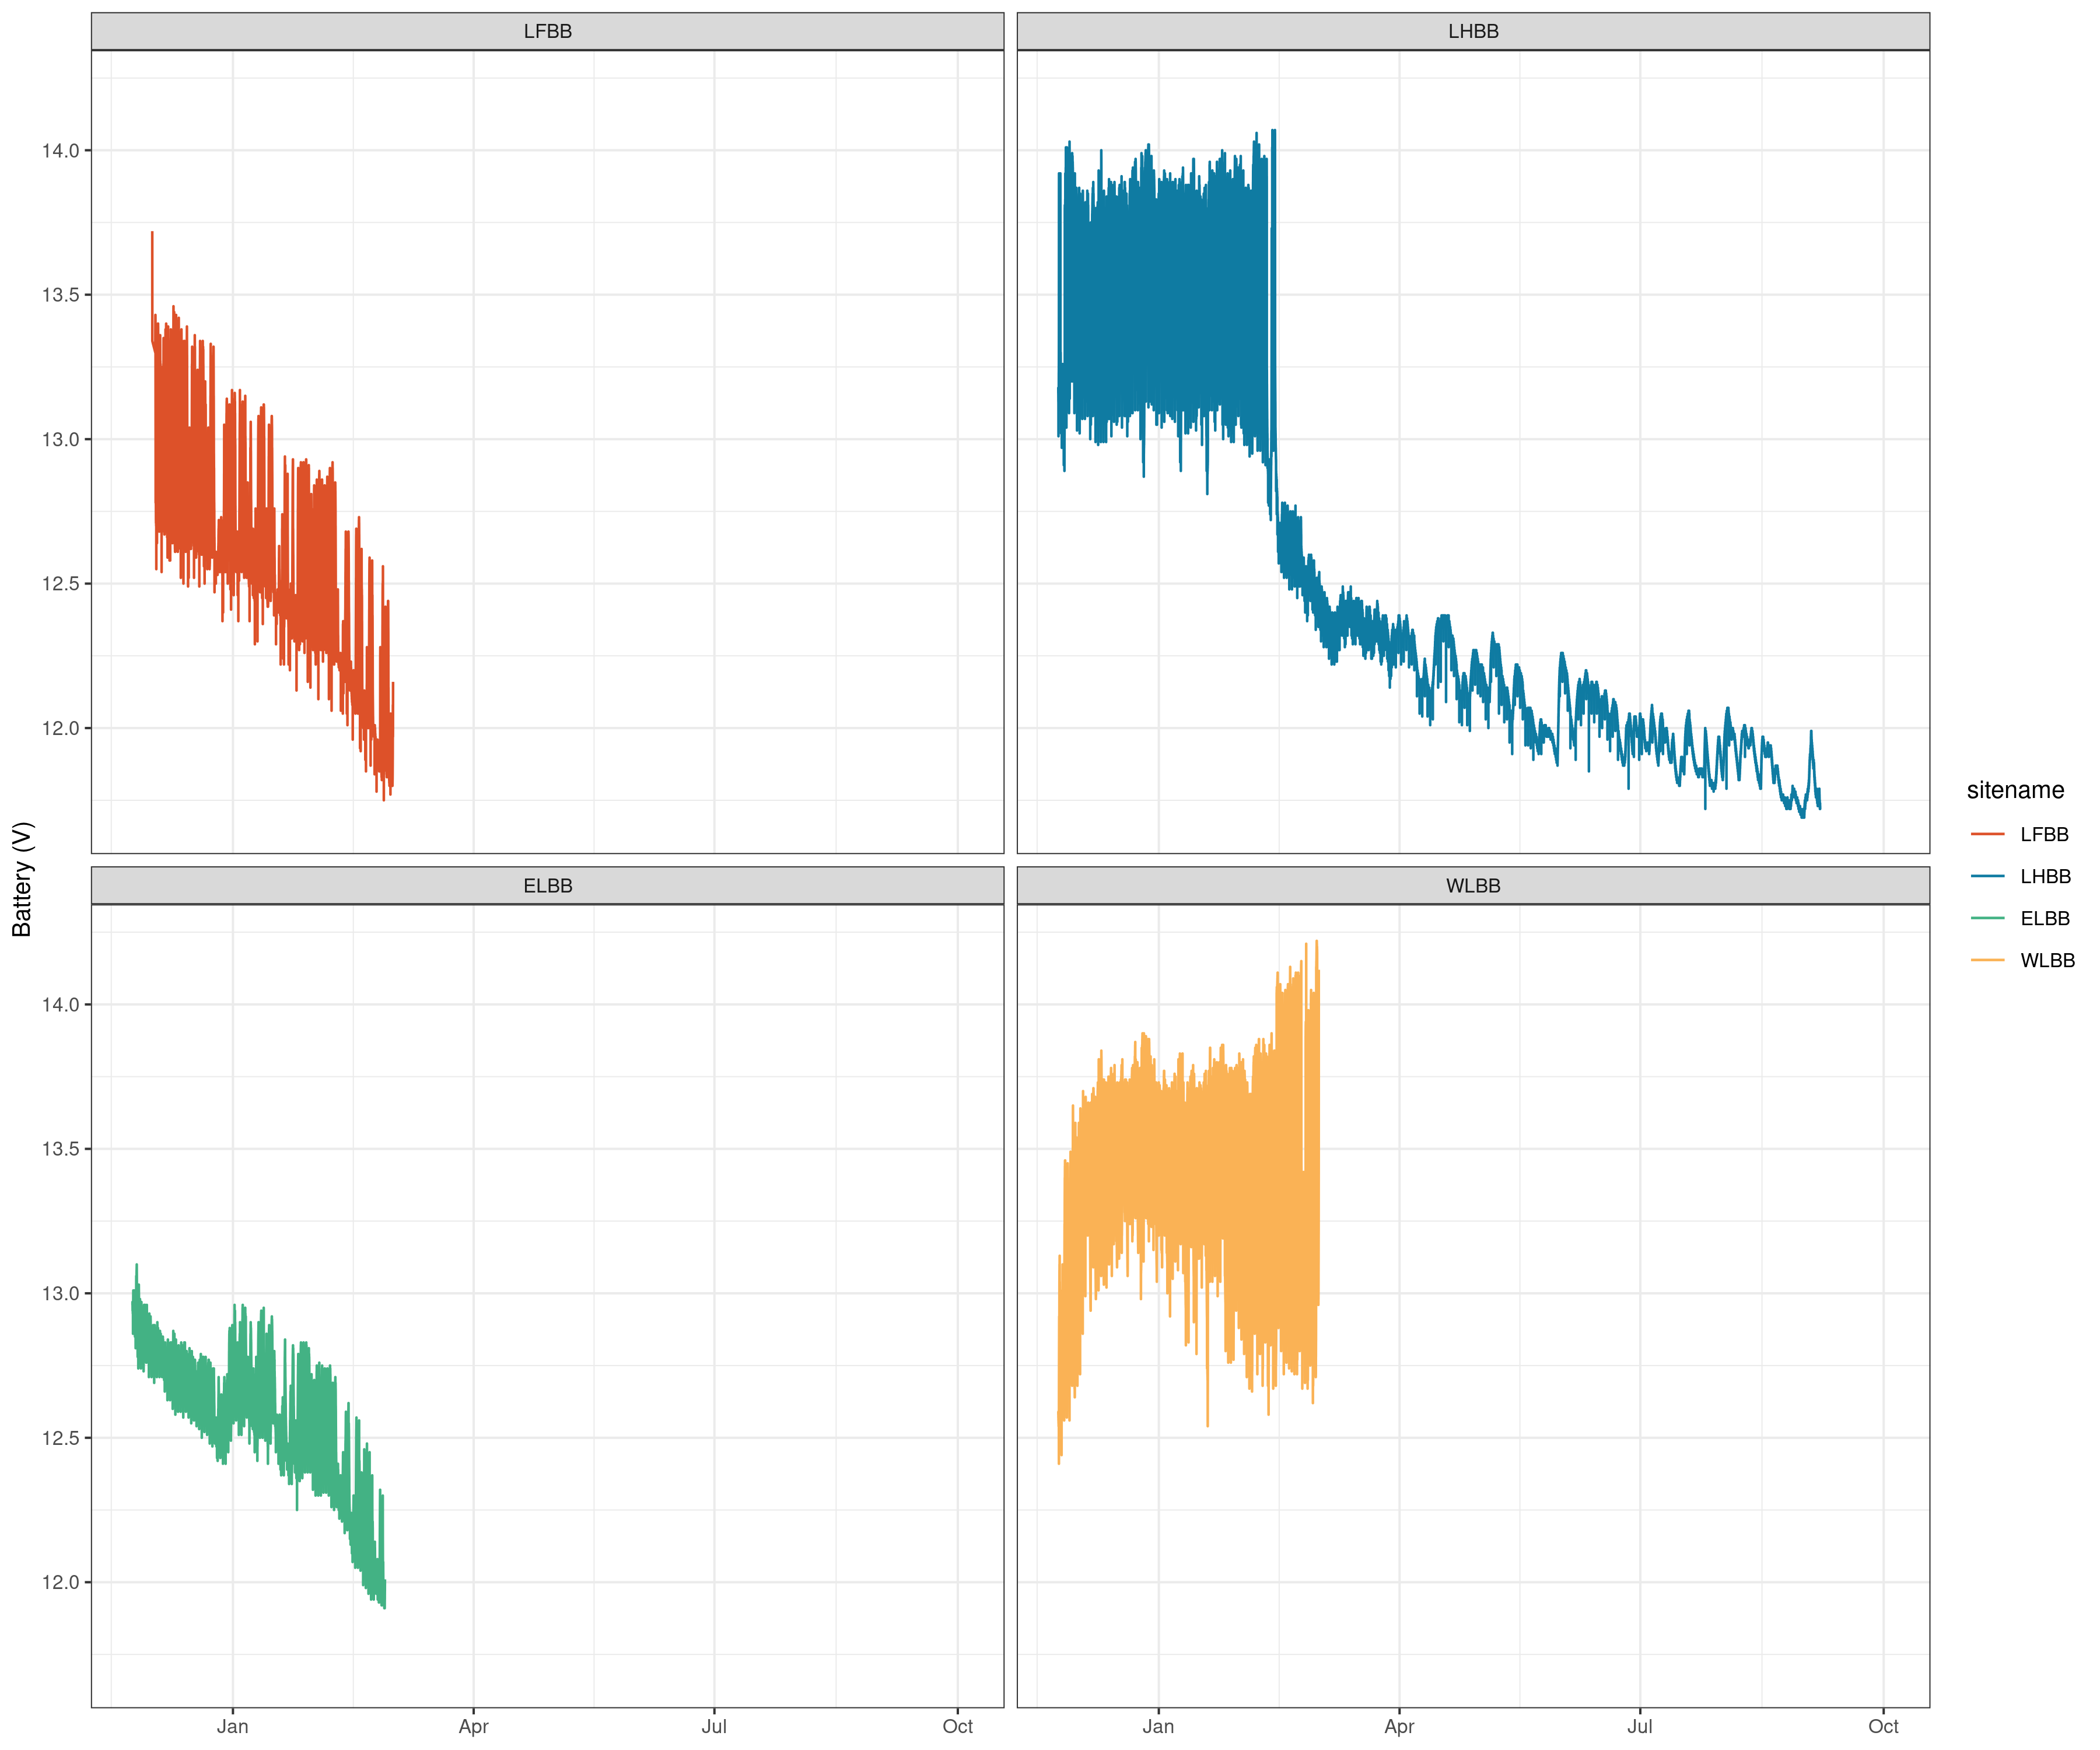 LFBB
LHBB
14.0
13.5
13.0
12.5
12.0
Battery (V)
ELBB
WLBB
14.0
13.5
13.0
12.5
12.0
Jan
Apr
Jul
Oct
Jan
Apr
Jul
Oct
sitename
LFBB
LHBB
ELBB
WLBB